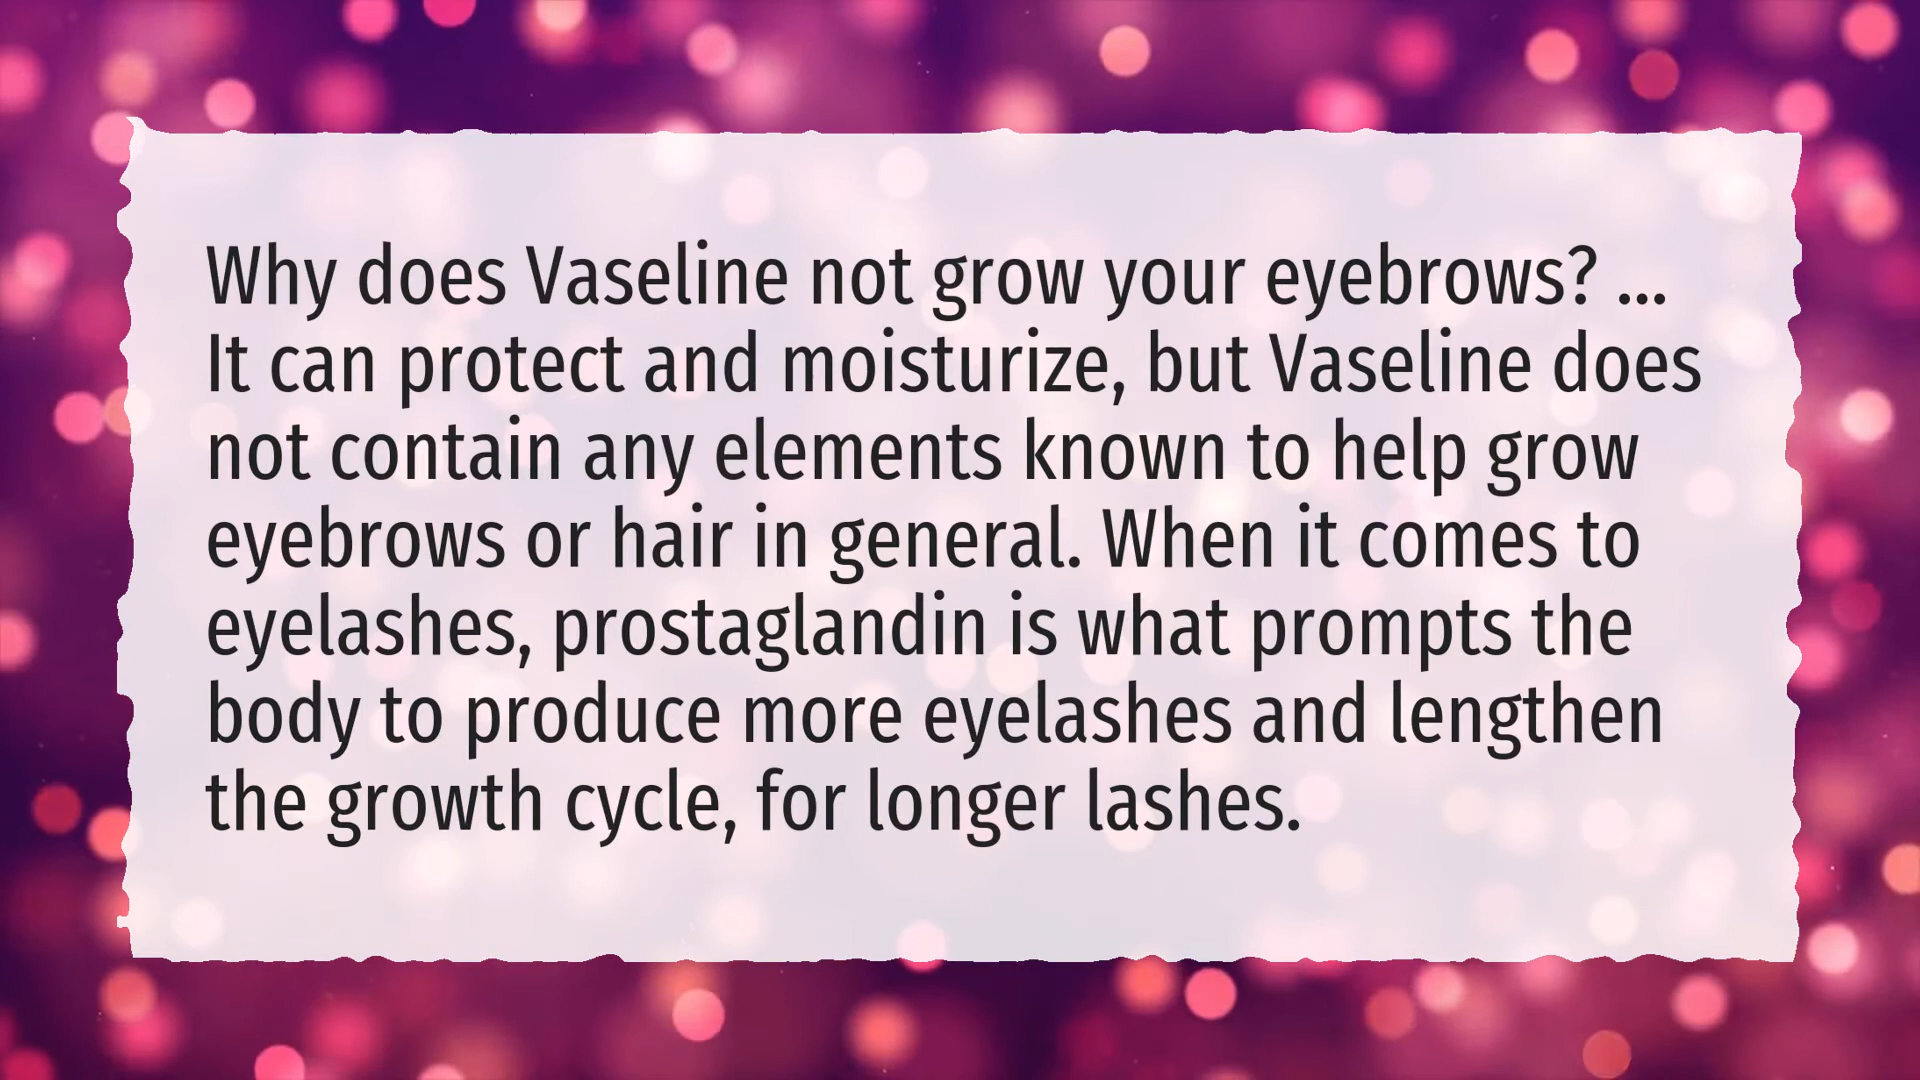 Why does Vaseline not grow your eyebrows? ...
It can protect and moisturize, but Vaseline does
not contain any elements known to help grow
eyebrows or hair in general. When it comes to
eyelashes, prostaglandin is what prompts the
body to produce more eyelashes and lengthen
the growth cycle, for longer lashes.